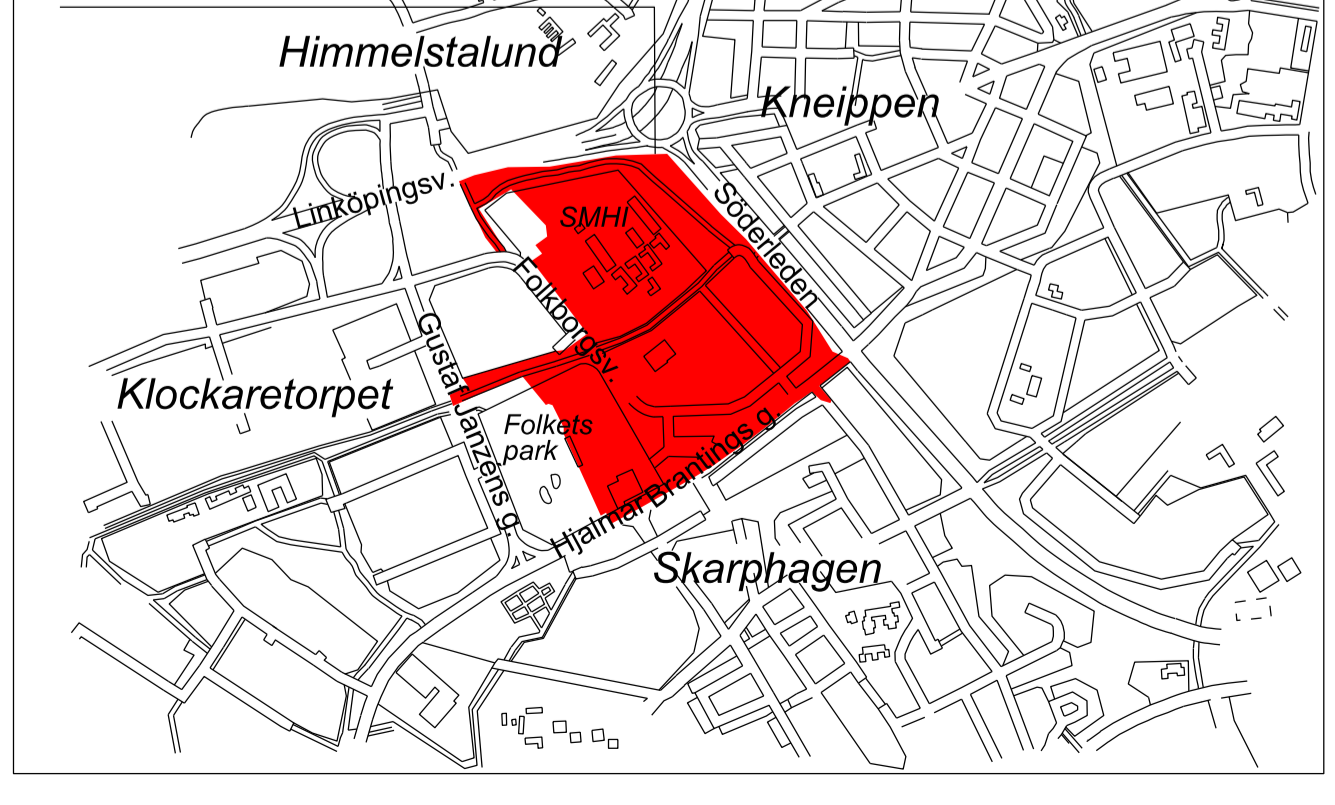 Himmelstalund
Kneippen
Linköpingsv.
SMHI
Söderleden
Folkborgsv.
Gustaf Janzéns g.
Klockaretorpet
Folkets
park
Hjalmar Brantings g.
Skarphagen